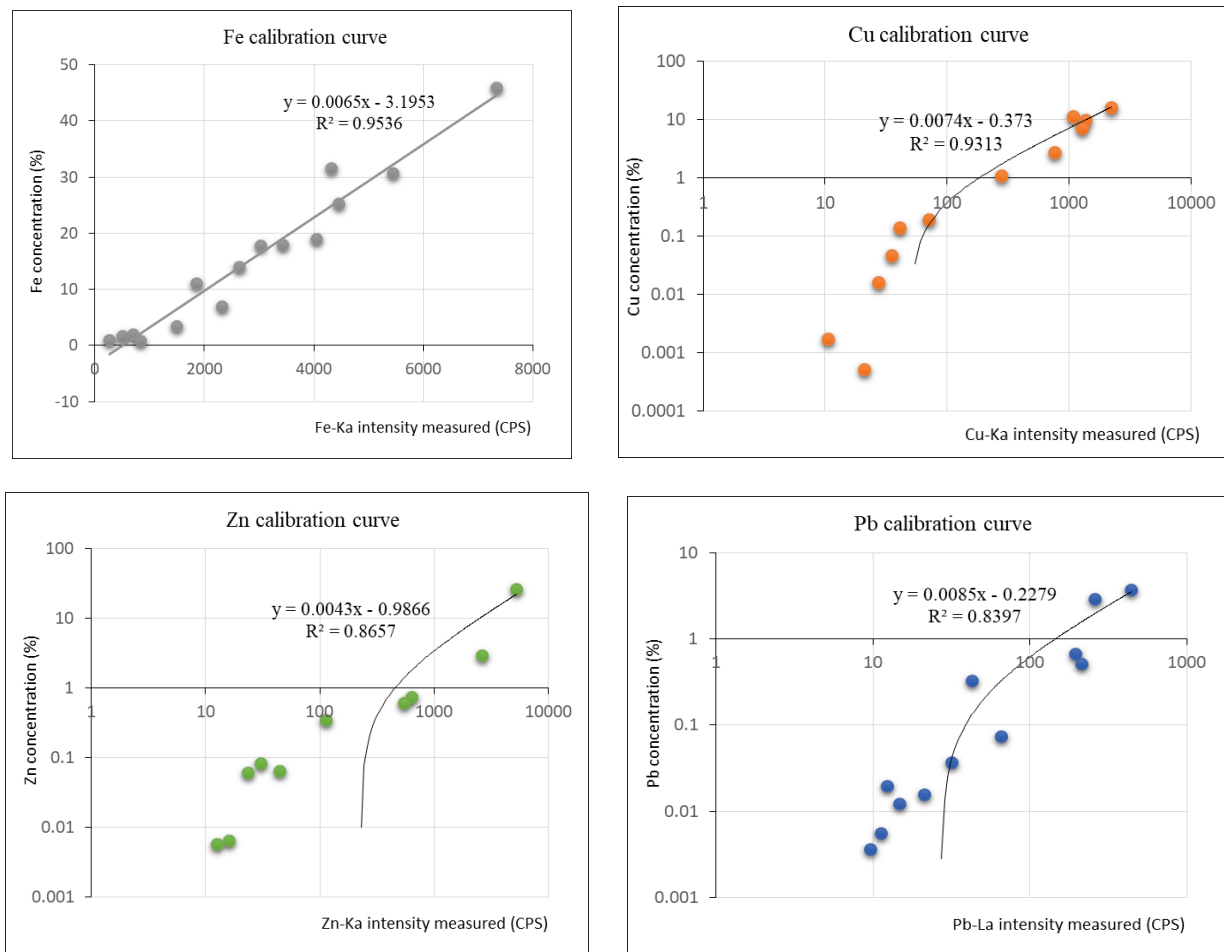 Fe calibration curve
50
40
30
20
10
0
-10
y = 0.0065x - 3.1953
R² = 0.9536
0
2000
4000
6000
8000
Fe concentration (%)
Fe-Ka intensity measured (CPS)
Cu calibration curve
100
10
1
0.1
0.01
0.001
0.0001
y = 0.0074x - 0.373
R² = 0.9313
1
10
100
1000
10000
Cu concentration (%)
Cu-Ka intensity measured (CPS)
Zn calibration curve
100
10
1
0.1
0.01
0.001
y = 0.0043x - 0.9866
R² = 0.8657
1
10
100
1000
10000
Zn concentration (%)
Zn-Ka intensity measured (CPS)
Pb calibration curve
10
1
0.1
0.01
0.001
y = 0.0085x - 0.2279
R² = 0.8397
1
10
100
1000
Pb concentration (%)
Pb-La intensity measured (CPS)